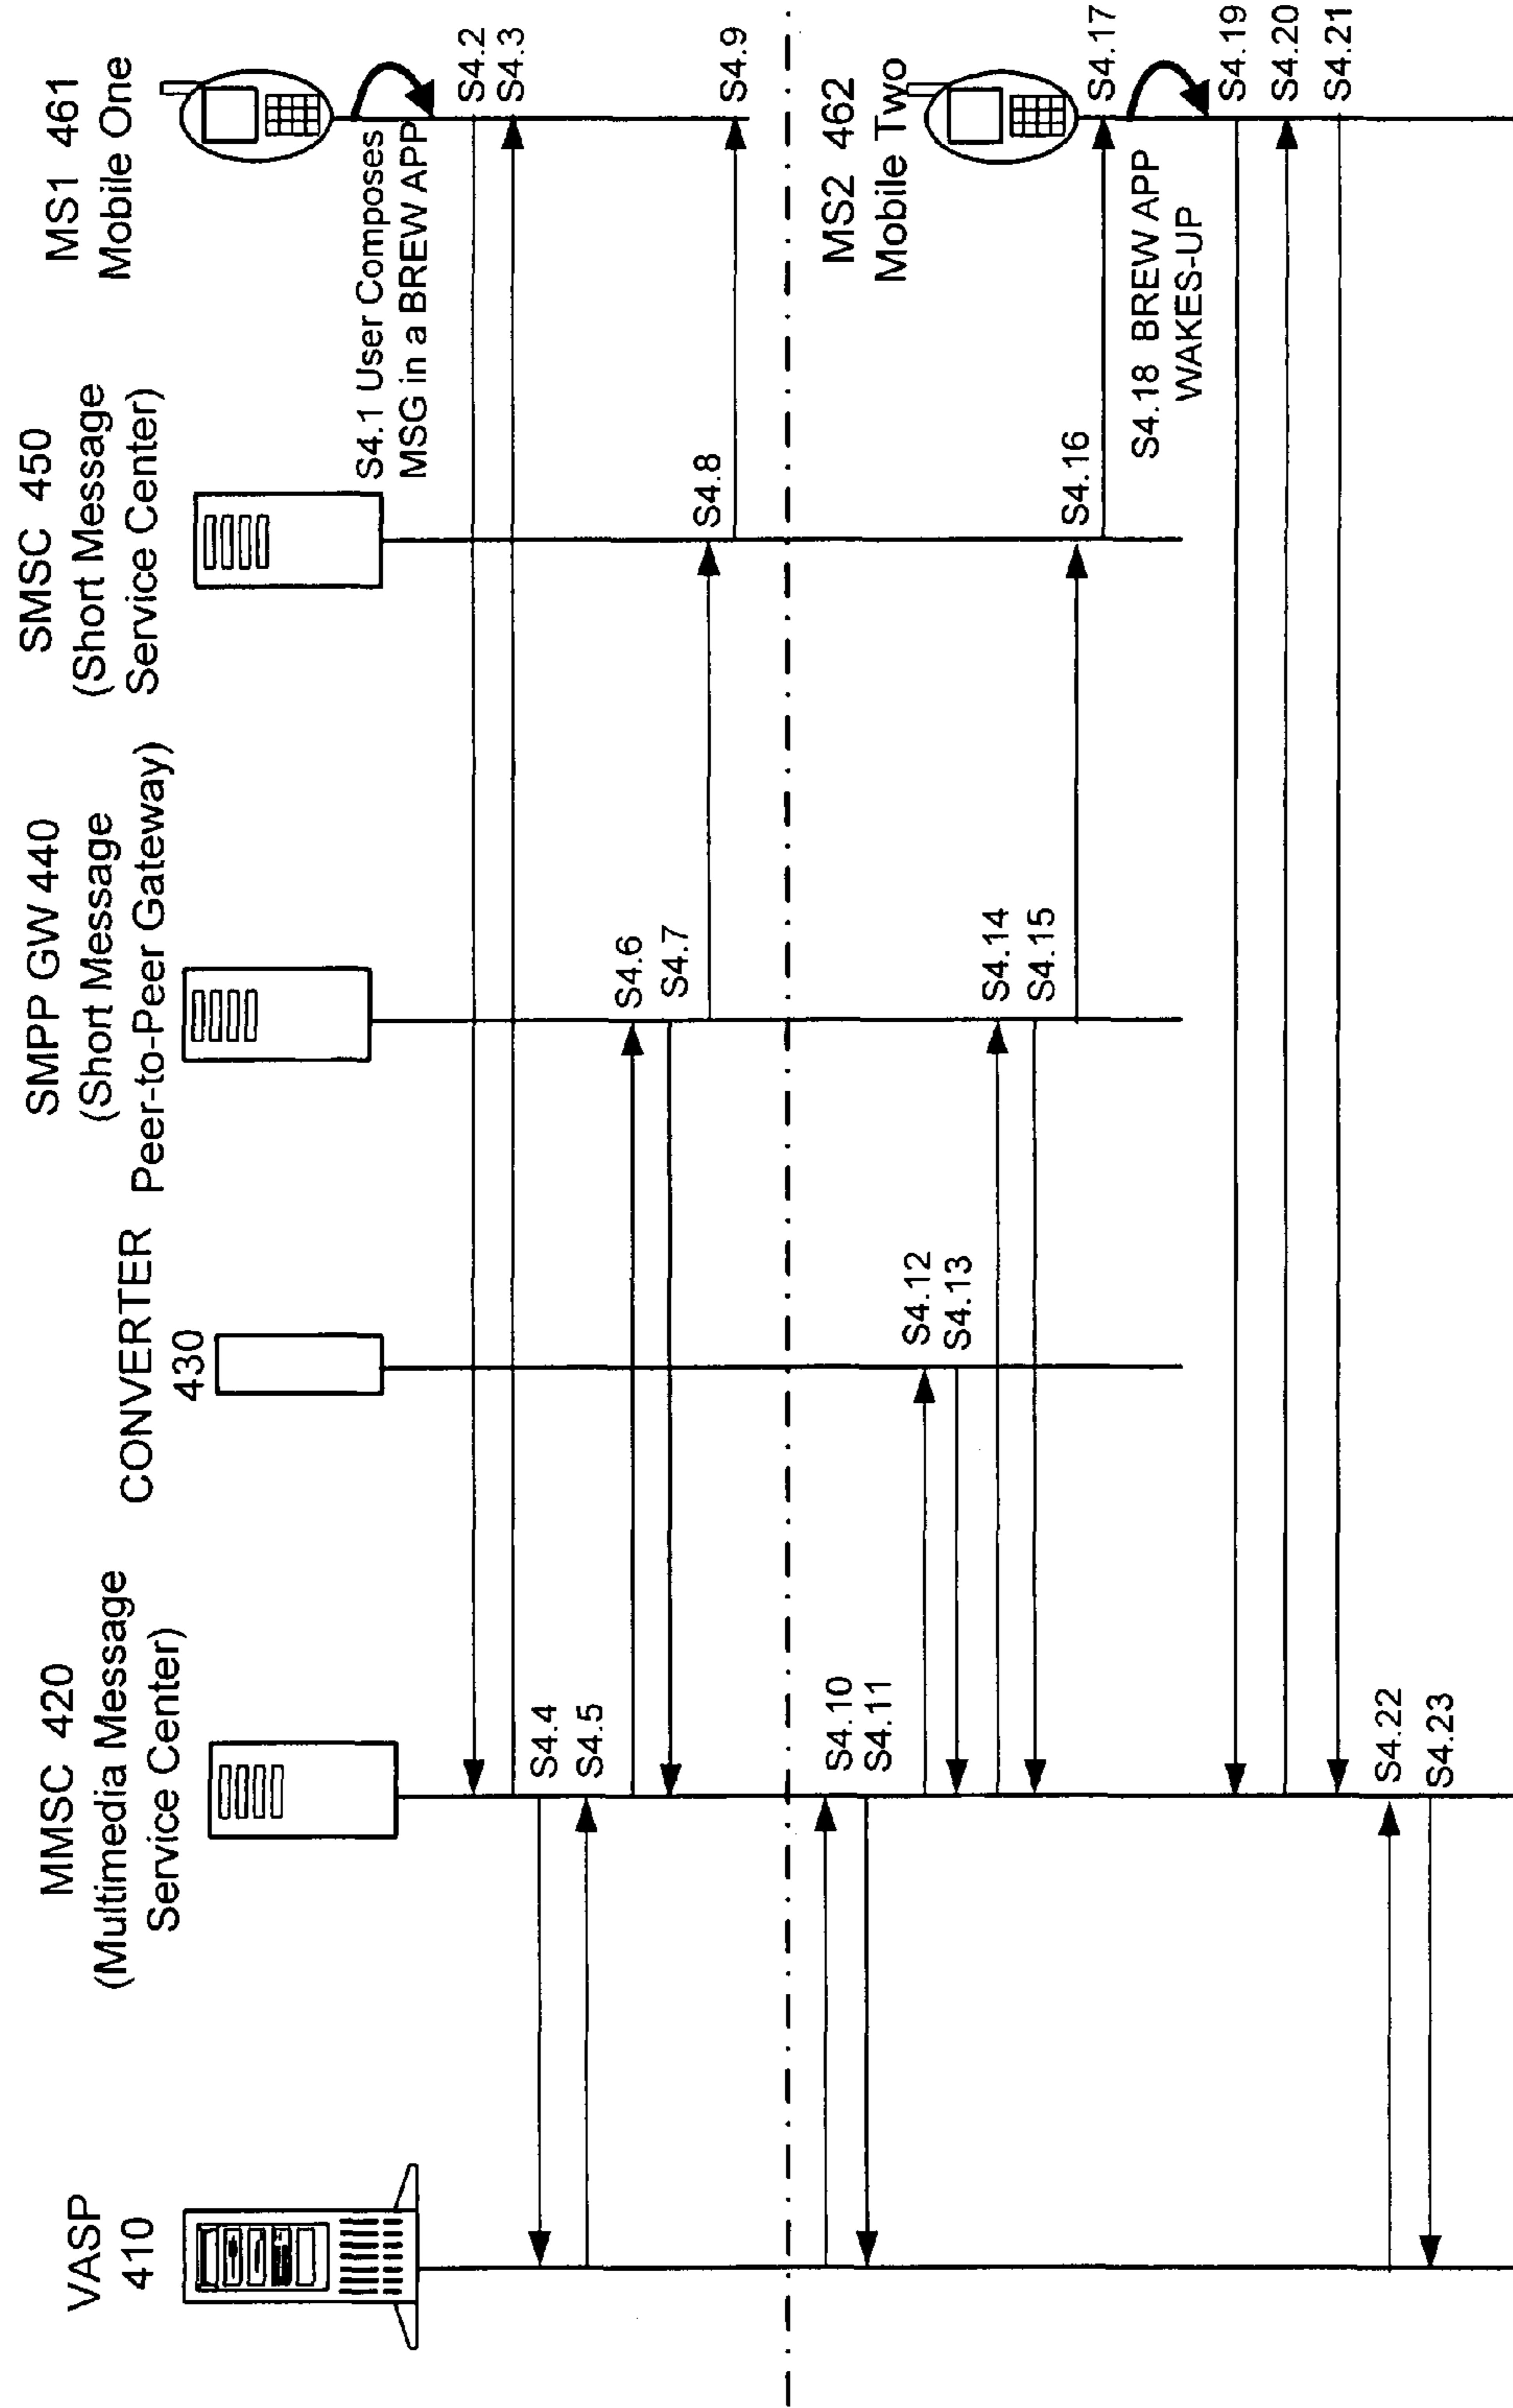 VASP
410
MMSC 420
(Multimedia Message
Service Center)
CONVERTER
430
SMPP GW 440
(Short Message
Peer-to-Peer Gateway)
SMSC 450
(Short Message
Service Center)
MS1 461
Mobile One
S4.1 User Composes
MSG in a BREW APP
S4.2
S4.3
S4.4
S4.5
S4.6
S4.7
S4.8
S4.9
MS2 462
Mobile Two
S4.10
S4.11
S4.12
S4.13
S4.14
S4.15
S4.16
S4.17
S4.18 BREW APP
WAKES-UP
S4.19
S4.20
S4.21
S4.22
S4.23